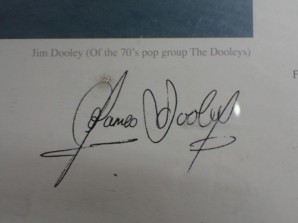 Jim Dooley (Of the 70's pop group The Dooleys)
F
James Dooley